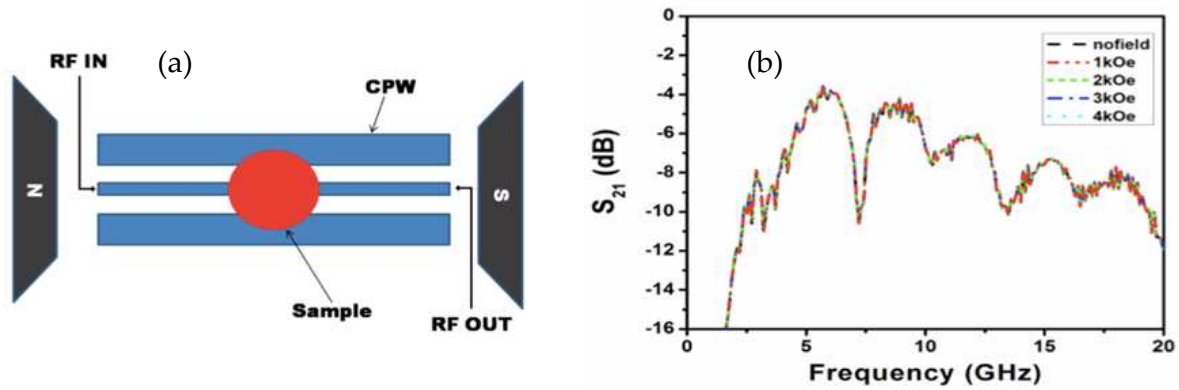 (a)
RF IN
CPW
N
S
Sample
RF OUT
(b)
S21 (dB)
0
-4
-6
-8
-10
-12
-14
-16
nofield
1kOe
2kOe
3kOe
4kOe
0
5
10
15
20
Frequency (GHz)